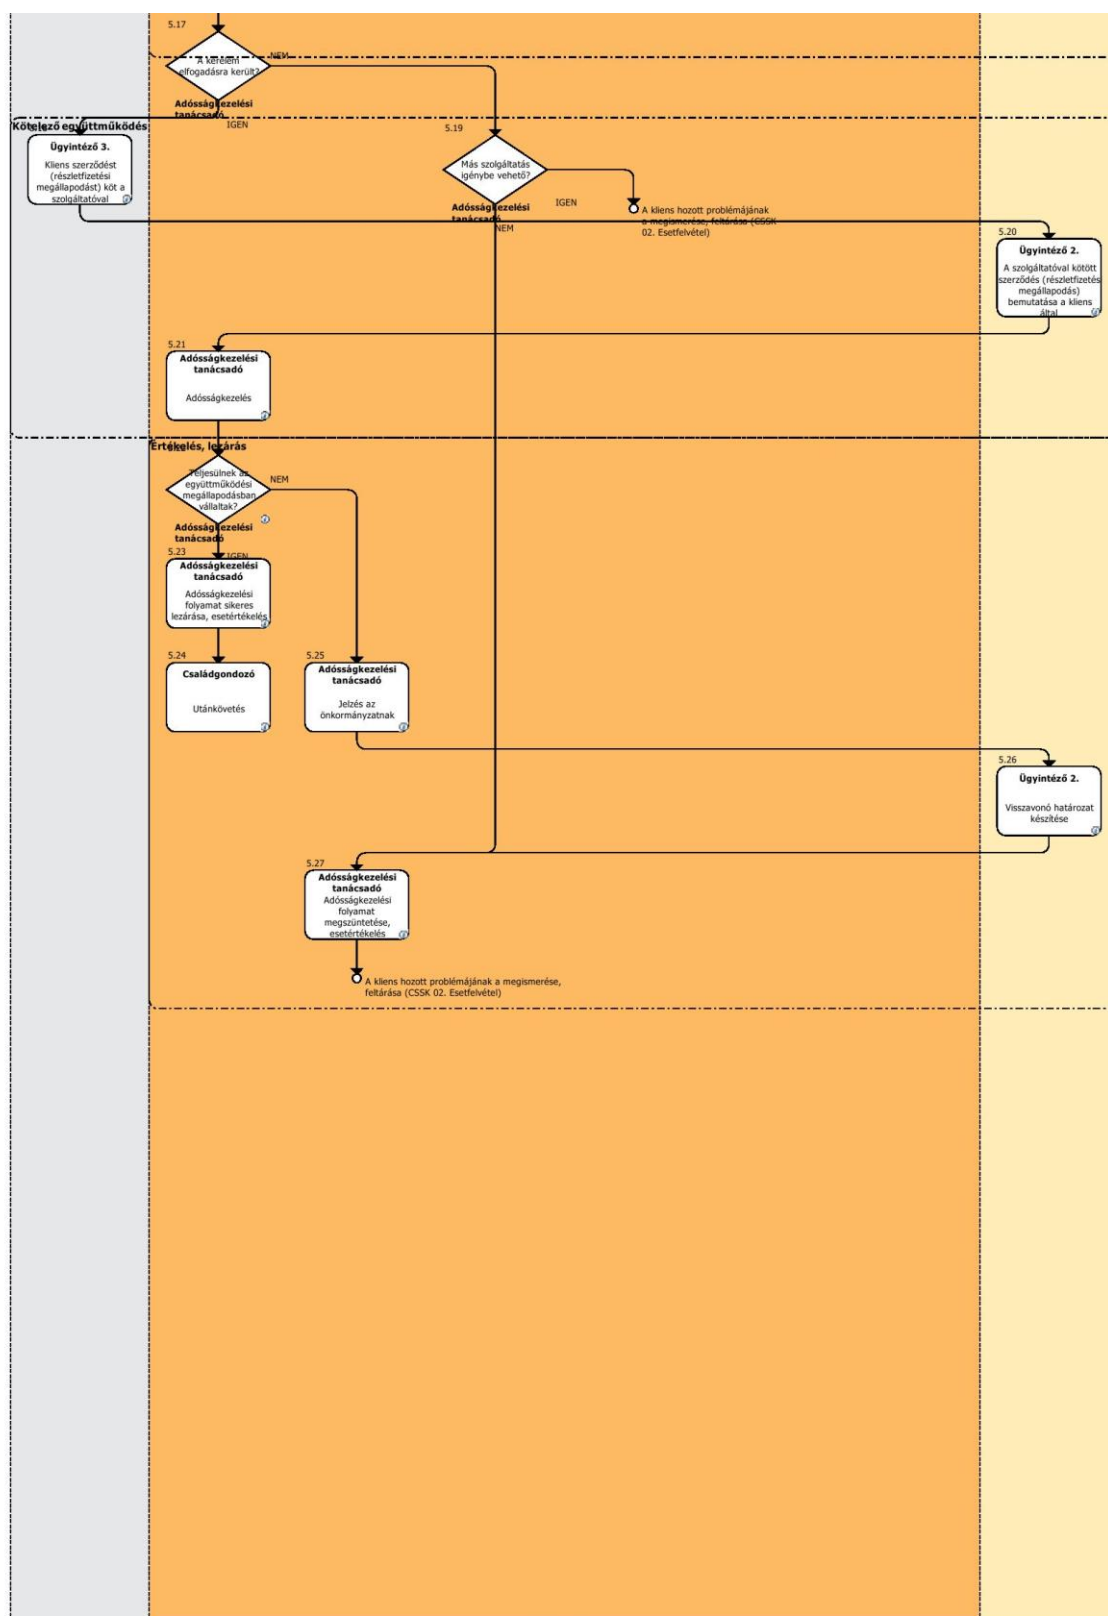 5.17
A kérelem
elfogadásra került?
NEM
Adósságkezelési
tanácsadó
IGEN
Kötelező együttműködés
Ügyintéző 3.
Kliens szerződést
(részletfizetési
megállapodást) köt a
szolgáltatóval
5.19
Más szolgáltatás
igénybe vehető?
Adósságkezelési
tanácsadó
IGEN
NEM
A kliens hozott problémájának
a megismerése, feltárása (CSSK
02. Esetfelvétel)
5.20
Ügyintéző 2.
A szolgáltatóval kötött
szerződés (részletfizetés
megállapodás)
bemutatása a kliens
által
5.21
Adósságkezelési
tanácsadó
Adósságkezelés
Értékelés, lezárás
Teljesülnek az
együttműködési
megállapodásban
vállaltak?
NEM
Adósságkezelési
tanácsadó
IGEN
5.23
Adósságkezelési
tanácsadó
Adósságkezelési
folyamat sikeres
lezárása, esetértékelés
5.24
Családgondozó
Utánkövetés
5.25
Adósságkezelési
tanácsadó
Jelzés az
önkormányzatnak
5.26
Ügyintéző 2.
Visszavonó határozat
készítése
5.27
Adósságkezelési
tanácsadó
Adósságkezelési
folyamat
megszüntetése,
esetértékelés
A kliens hozott problémájának a megismerése,
feltárása (CSSK 02. Esetfelvétel)